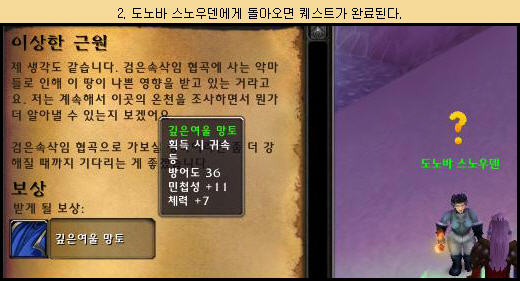 2. 도노바 스노우덴에게 돌아오면 퀘스트가 완료된다.
이상한 근원
제 생각도 같습니다. 검은속삭임 협곡에 사는 악마
들로 인해 이 땅이 나쁜 영향을 받고 있는 거라고
요. 저는 계속해서 이곳의 온천을 조사하면서 뭔가
더 알아낼 수 있는지 보겠어요
검은속삭임 협곡으로 가보실 더 강
해질 때까지 기다리는 게 좋겠습니다.
보상
받게 될 보상:
깊은여울 망토
깊은여울 망토
획득 시 귀속
등
방어도 36
민첩성 +11
체력 +7
도노바 스노우덴